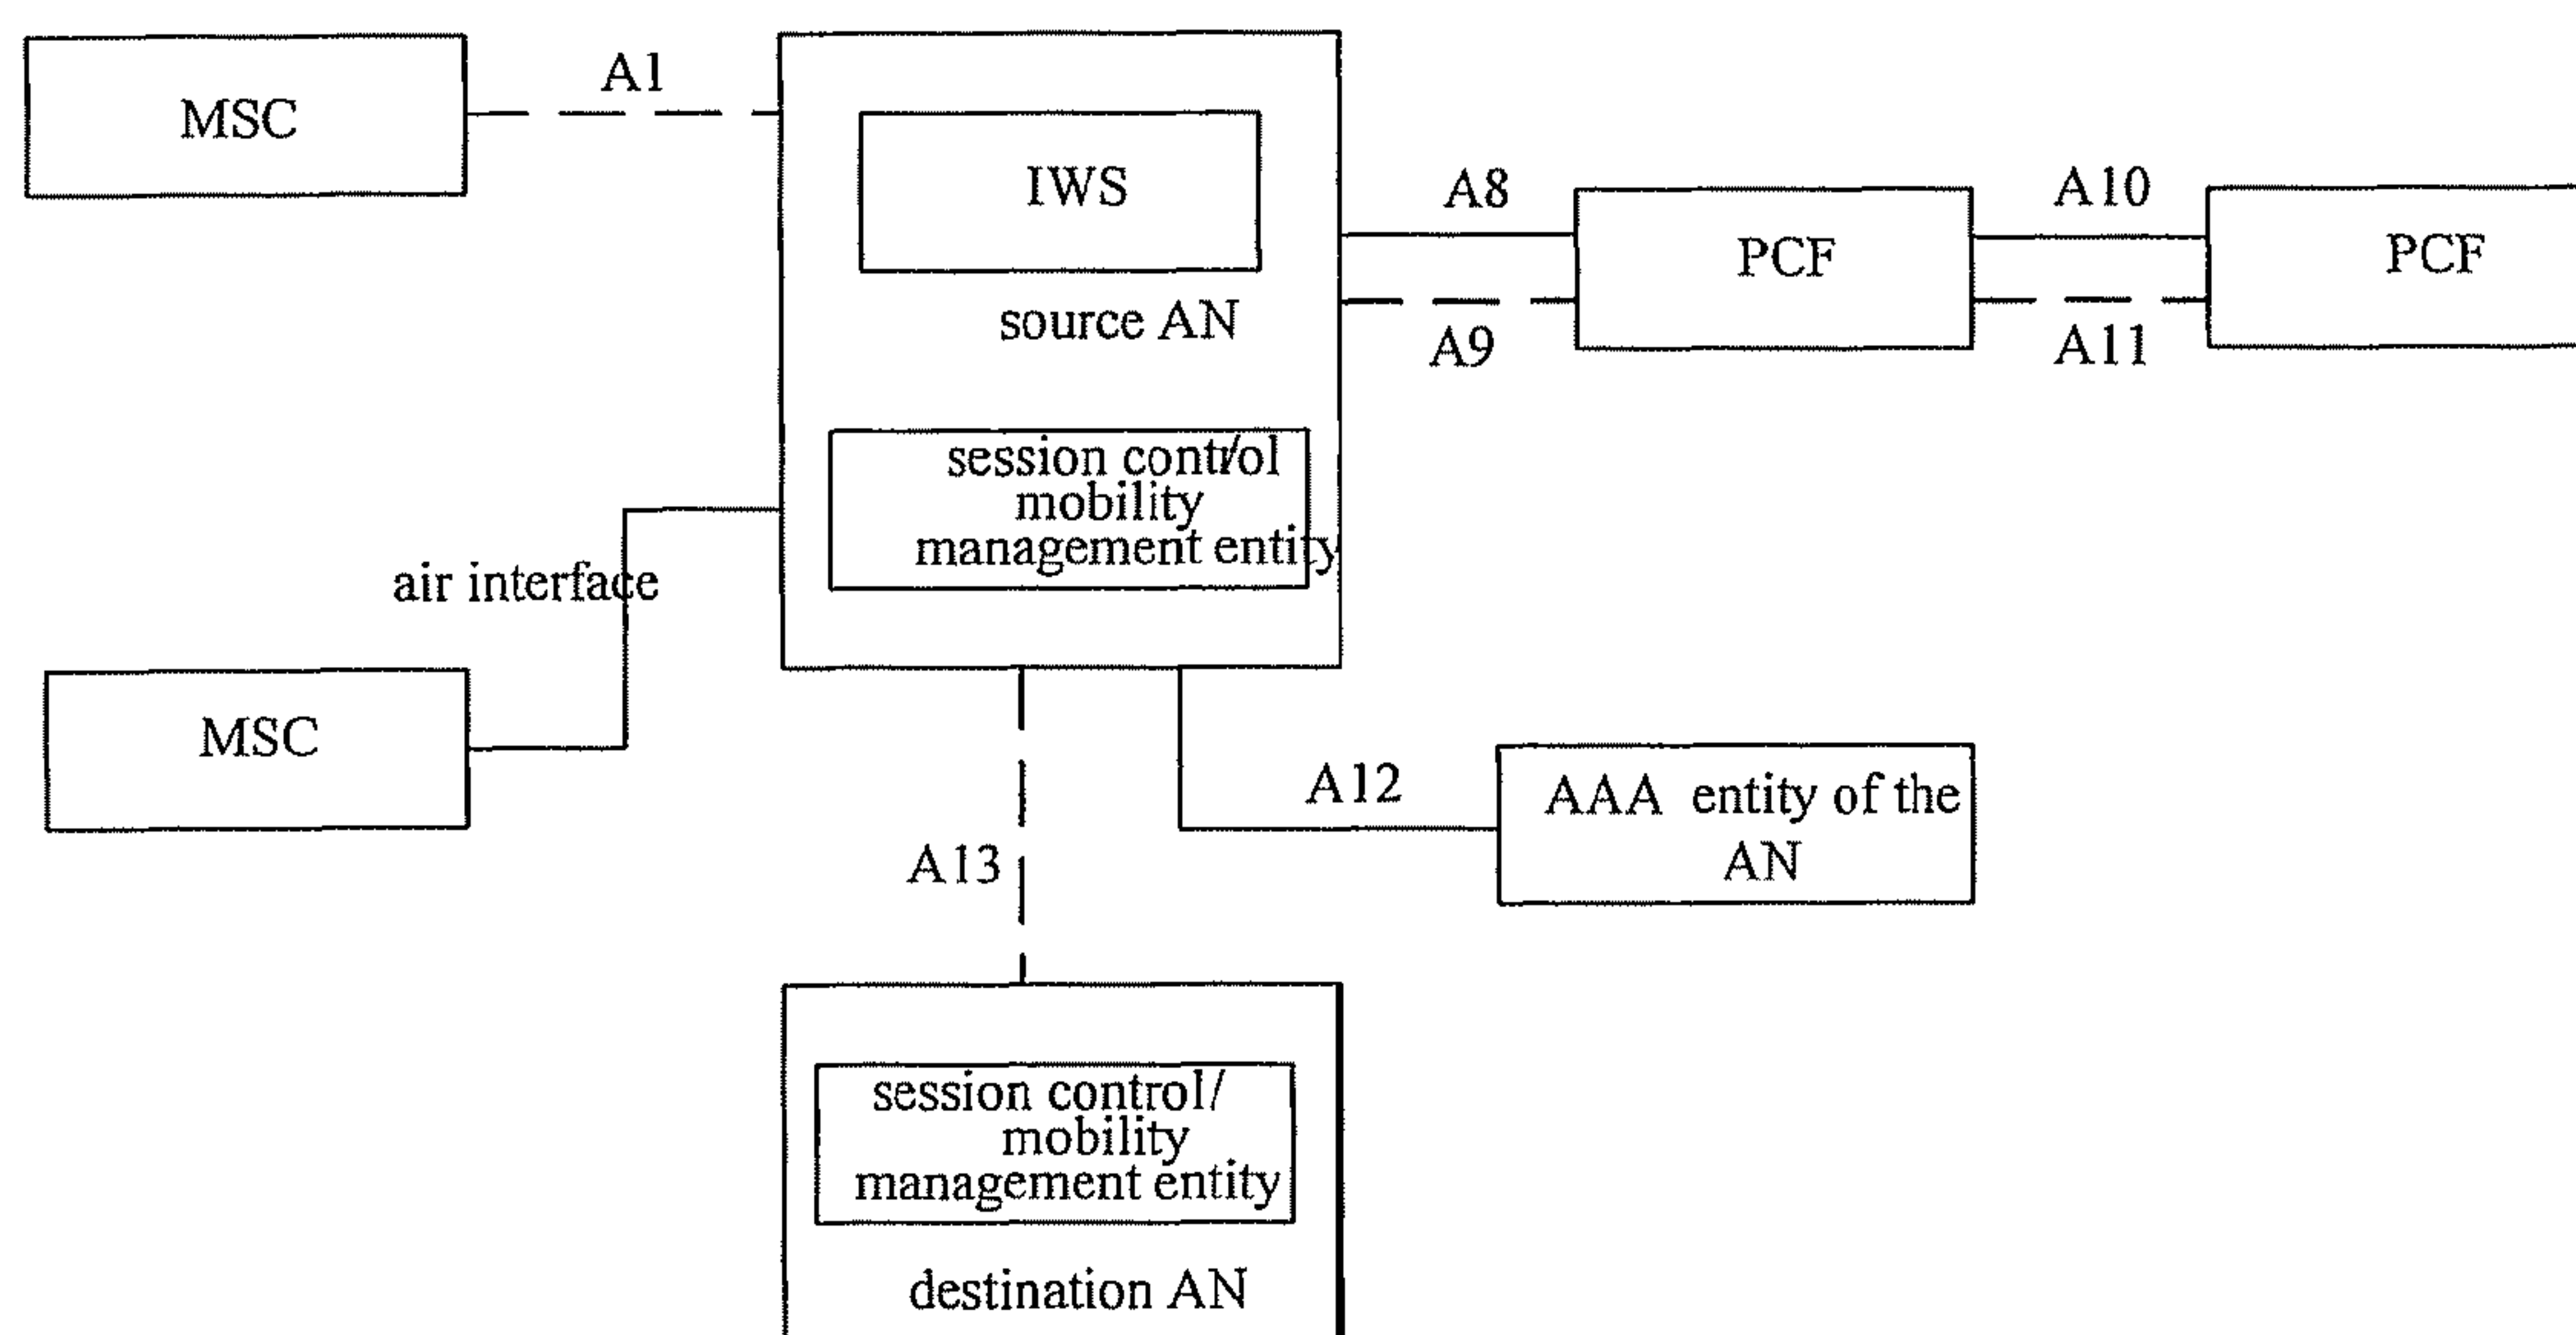 MSC
A1
IWS
source AN
session control
mobility
management entity
A8
A9
PCF
A10
A11
PCF
air interface
MSC
A12
AAA entity of the
AN
A13
session control/
mobility
management entity
destination AN